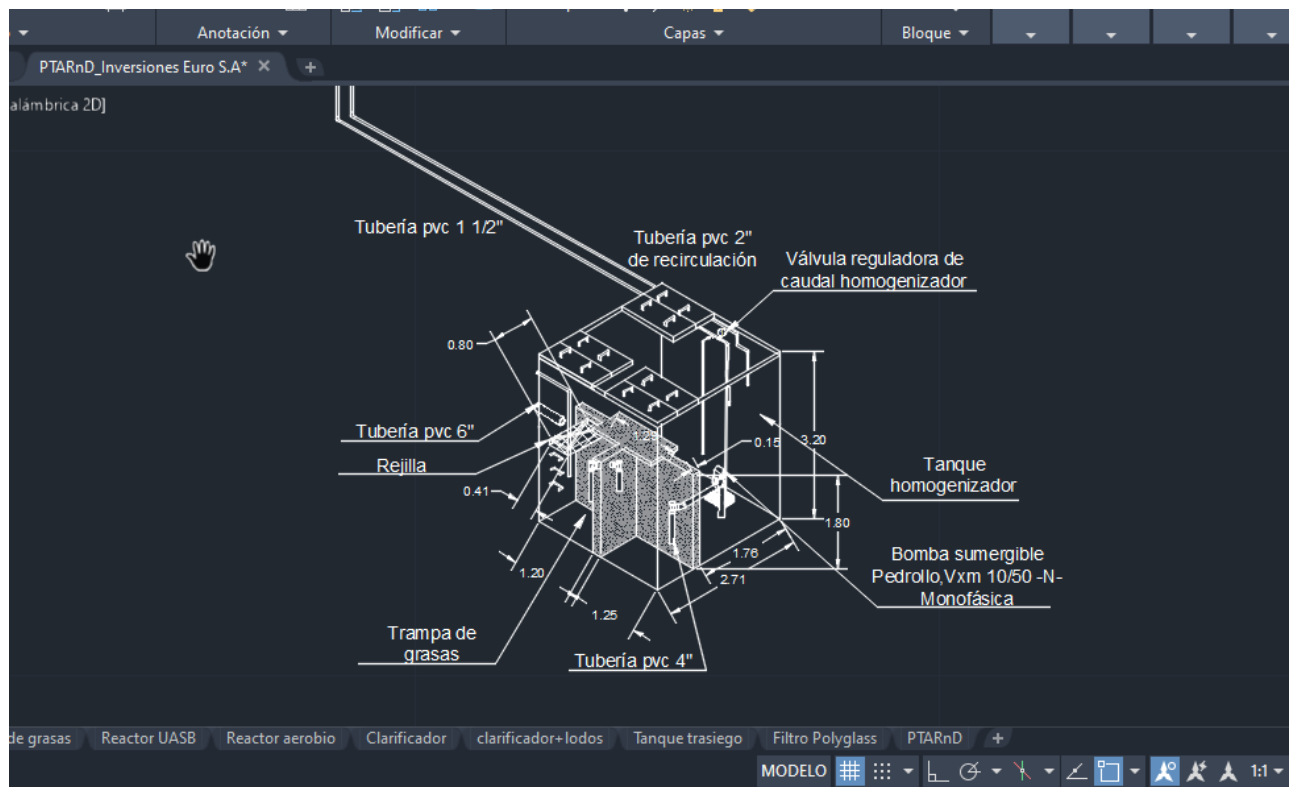 Anotación
Modificar
Capas
Bloque
PTARnD_Inversiones Euro S.A*
alámbrica 2D]
Tubería pvc 1 1/2"
Tubería pvc 2"
de recirculación
Válvula reguladora de
caudal homogenizador
0.80
Tubería pvc 6"
1.25
0.15
3.20
Rejilla
Tanque
homogenizador
0.41
1.80
1.76
Bomba sumergible
Pedrollo,Vxm 10/50 -N-
Monofásica
1.20
2.71
1.25
Trampa de
grasas
Tubería pvc 4"
de grasas
Reactor UASB
Reactor aerobio
Clarificador
clarificador+lodos
Tanque trasiego
Filtro Polyglass
PTARnD
MODELO
1:1